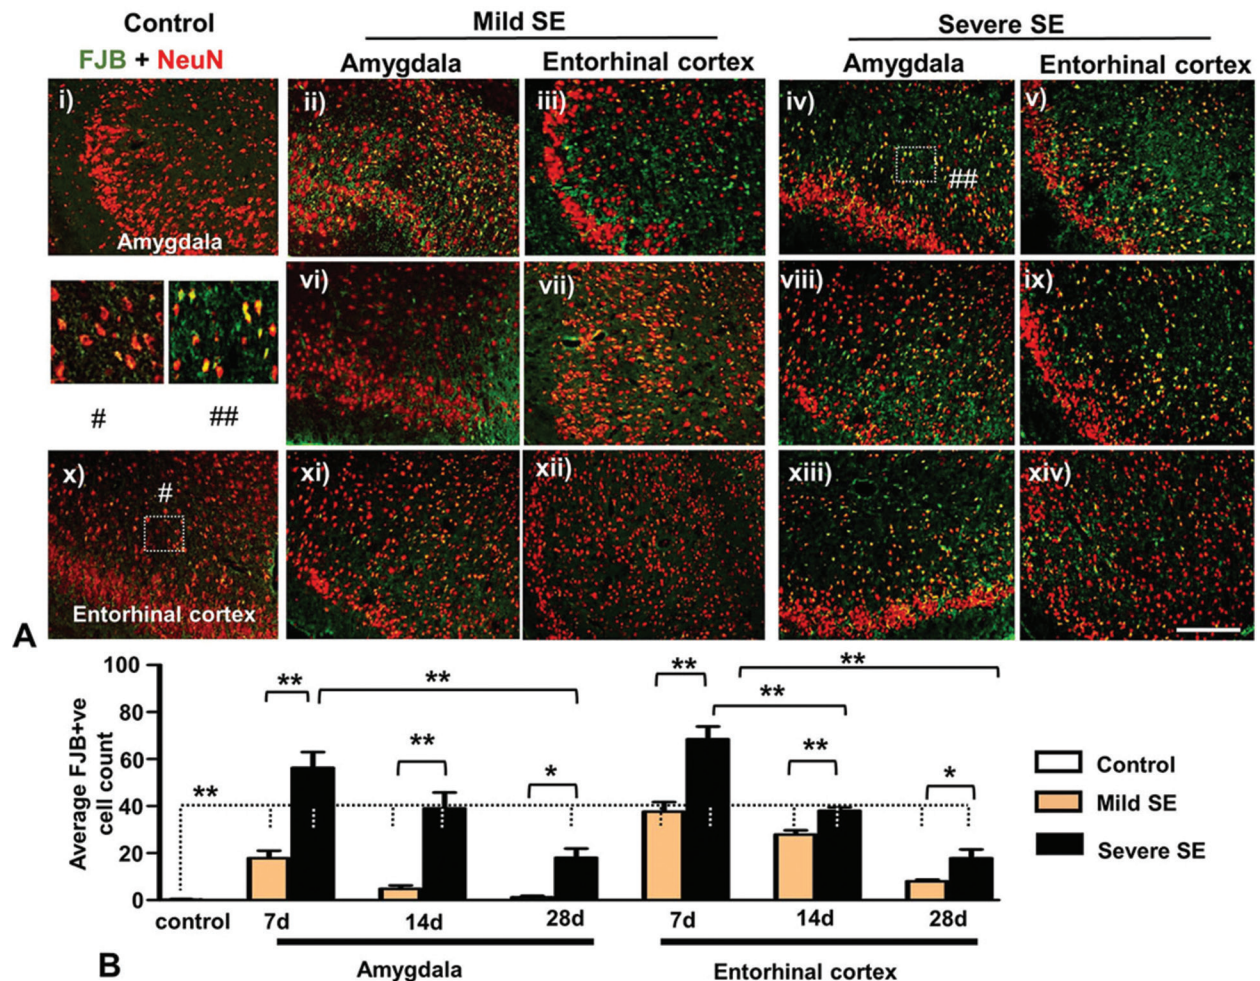 Control
Mild SE
Severe SE
FJB + NeuN
Amygdala
Entorhinal cortex
Amygdala
Entorhinal cortex
i)
ii)
iii)
iv)
v)
##
Amygdala
vi)
vii)
viii)
ix)
#
##
x)
xi)
xii)
xiii)
xiv)
#
Entorhinal cortex
A
100
80
60
40
20
0
Average FJB+ve
cell count
**
**
**
**
*
**
**
**
**
*
control
7d
14d
28d
7d
14d
28d
Amygdala
Entorhinal cortex
Control
Mild SE
Severe SE
B